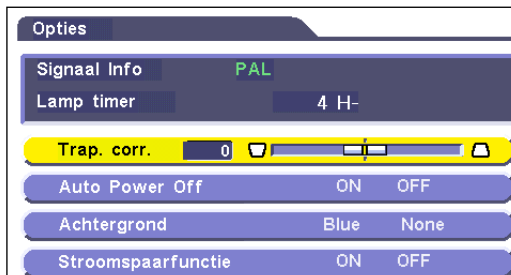 Opties
Signaal Info PAL
Lamp timer 4 H-
Trap. corr. 0
Auto Power Off ON OFF
Achtergrond Blue None
Stroomspaarfunctie ON OFF